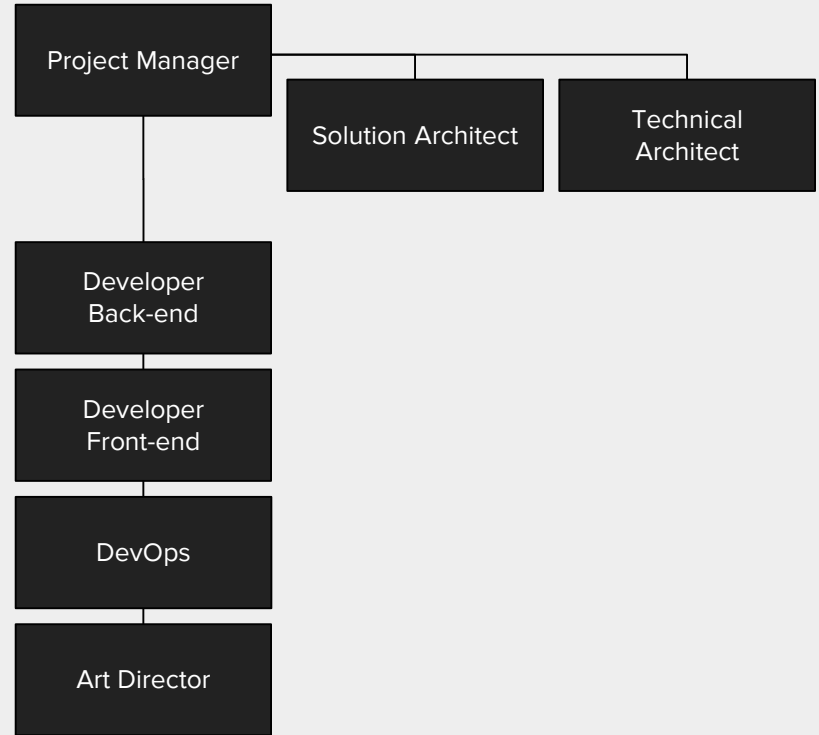 Project Manager
Solution Architect
Technical
Architect
Developer
Back-end
Developer
Front-end
DevOps
Art Director